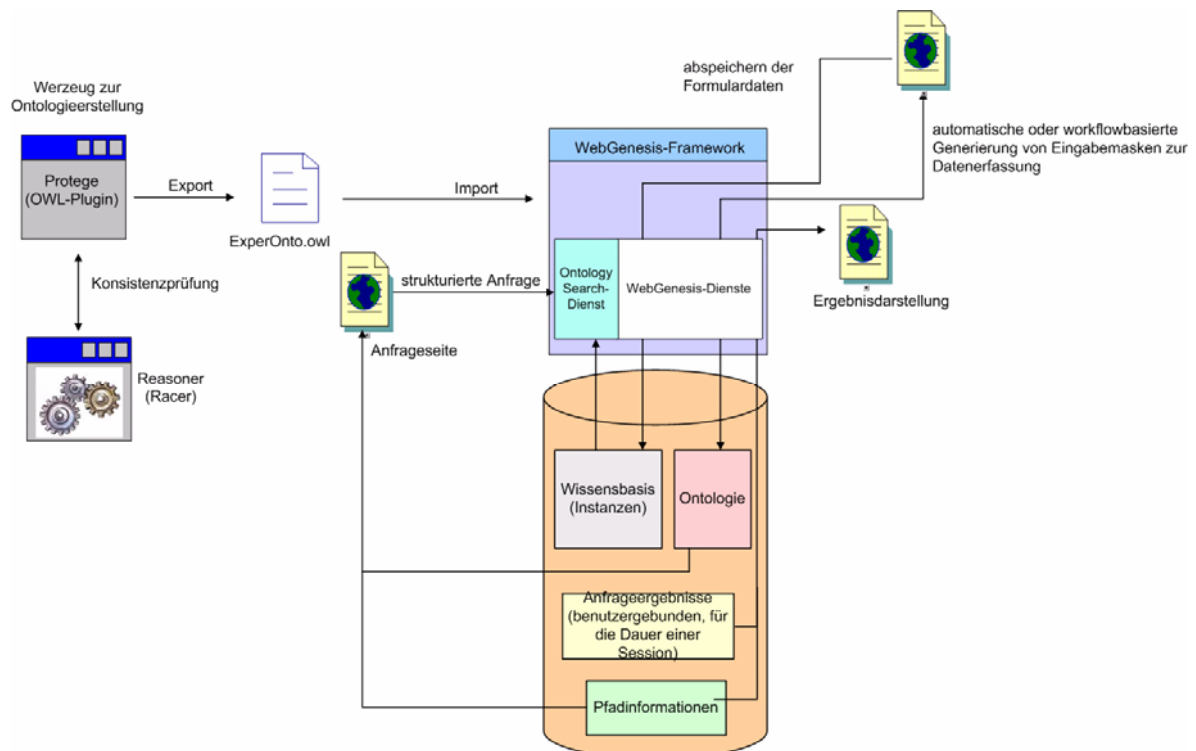 Werzeug zur
Ontologieerstellung
Protege
(OWL-Plugin)
Export
ExperOnto.owl
Import
Konsistenzprüfung
Reasoner
(Racer)
strukturierte Anfrage
Anfrageseite
WebGenesis-Framework
Ontology
Search-
Dienst
WebGenesis-Dienste
abspeichern der
Formulardaten
automatische oder workflowbasierte
Generierung von Eingabemasken zur
Datenerfassung
Ergebnisdarstellung
Wissensbasis
(Instanzen)
Ontologie
Anfrageergebnisse
(benutzergebunden, für
die Dauer einer
Session)
Pfadinformationen